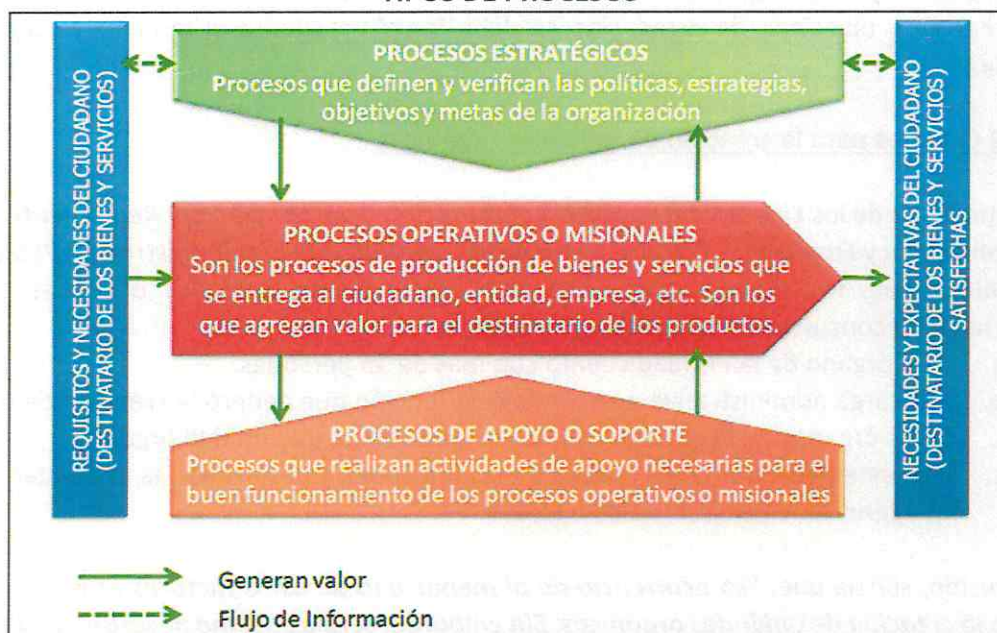 TIPOS DE PROCESOS
REQUISITOS Y NECESIDADES DEL CIUDADANO
(DESTINATARIO DE LOS BIENES Y SERVICIOS)
PROCESOS ESTRATÉGICOS
Procesos que definen y verifican las políticas, estrategias,
objetivos y metas de la organización
PROCESOS OPERATIVOS O MISIONALES
Son los procesos de producción de bienes y servicios que
se entrega al ciudadano, entidad, empresa, etc. Son los
que agregan valor para el destinatario de los productos.
PROCESOS DE APOYO O SOPORTE
Procesos que realizan actividades de apoyo necesarias para el
buen funcionamiento de los procesos operativos o misionales
NECESIDADES Y EXPECTATIVAS DEL CIUDADANO
(DESTINATARIO DE LOS BIENES Y SERVICIOS)
SATISFECHAS
Generan valor
Flujo de Información